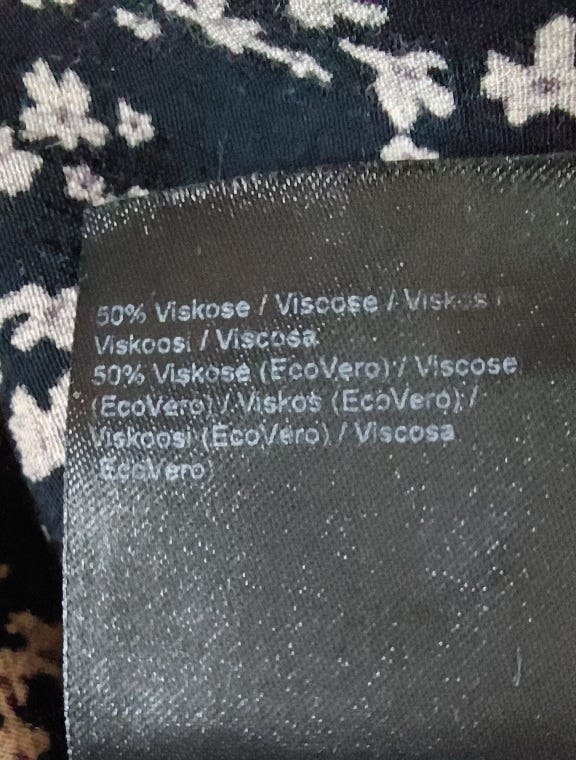 50% Viskose / Viscose / Viskos /
Viskoosi / Viscosa
50% Viskose (EcoVero) / Viscose
(EcoVero) / Viskos (EcoVero) /
Viskoosi (EcoVero) / Viscosa
(EcoVero)